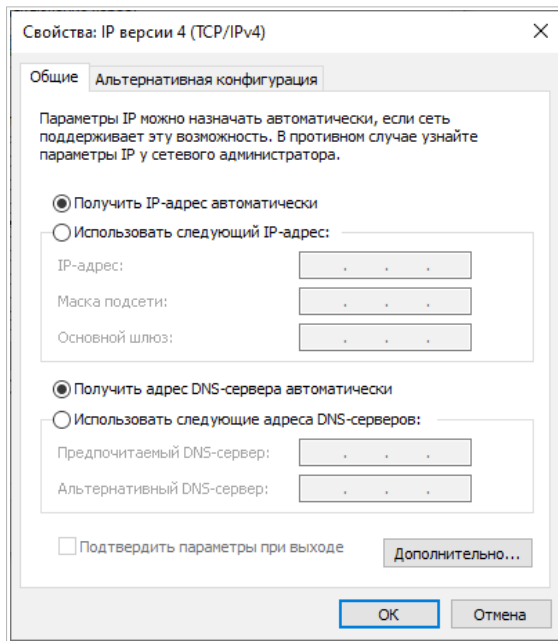 Свойства: IP версии 4 (TCP/IPv4)
Общие
Альтернативная конфигурация
Параметры IP можно назначать автоматически, если сеть
поддерживает эту возможность. В противном случае узнайте
параметры IP у сетевого администратора.
Получить IP-адрес автоматически
Использовать следующий IP-адрес:
IP-адрес:
Маска подсети:
Основной шлюз:
Получить адрес DNS-сервера автоматически
Использовать следующие адреса DNS-серверов:
Предпочитаемый DNS-сервер:
Альтернативный DNS-сервер:
Подтвердить параметры при выходе
Дополнительно...
ОК
Отмена